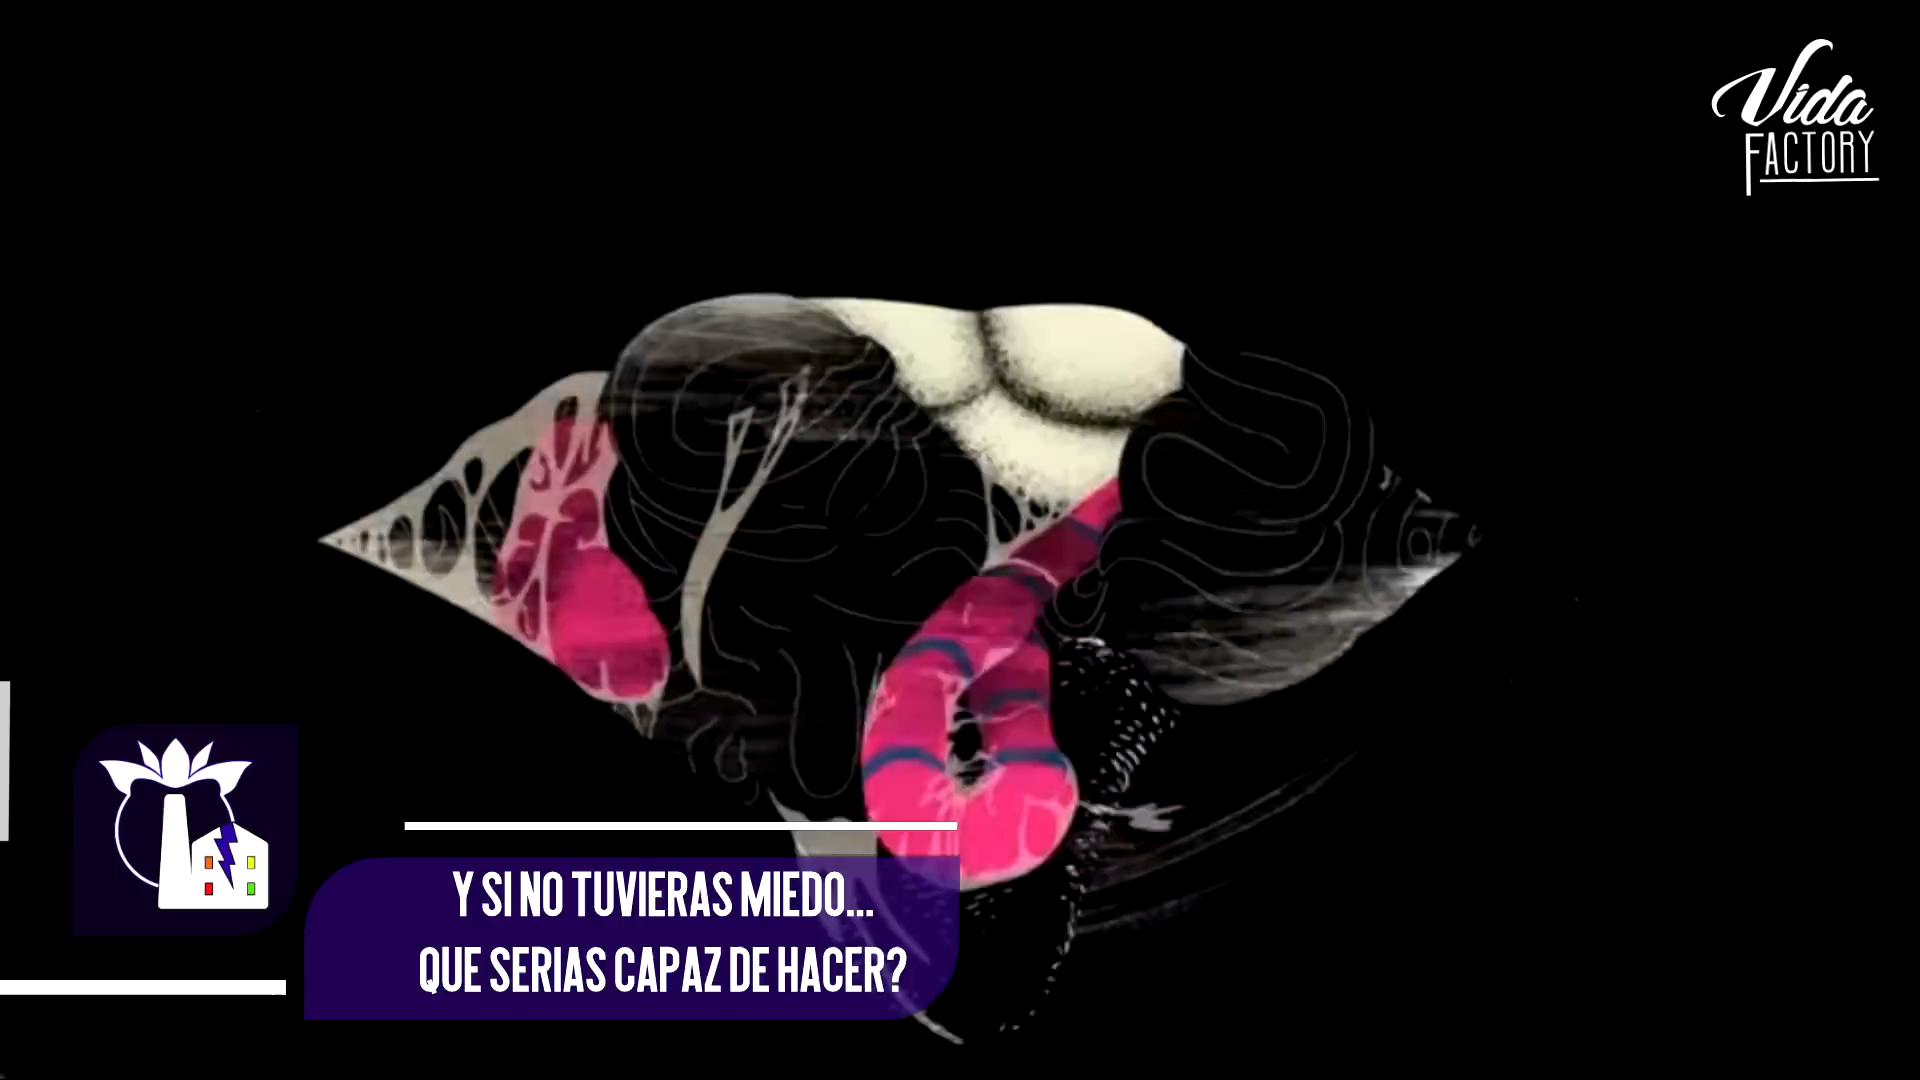 Vida
FACTORY
Y SI NO TUVIERAS MIEDO...
QUE SERIAS CAPAZ DE HACER?